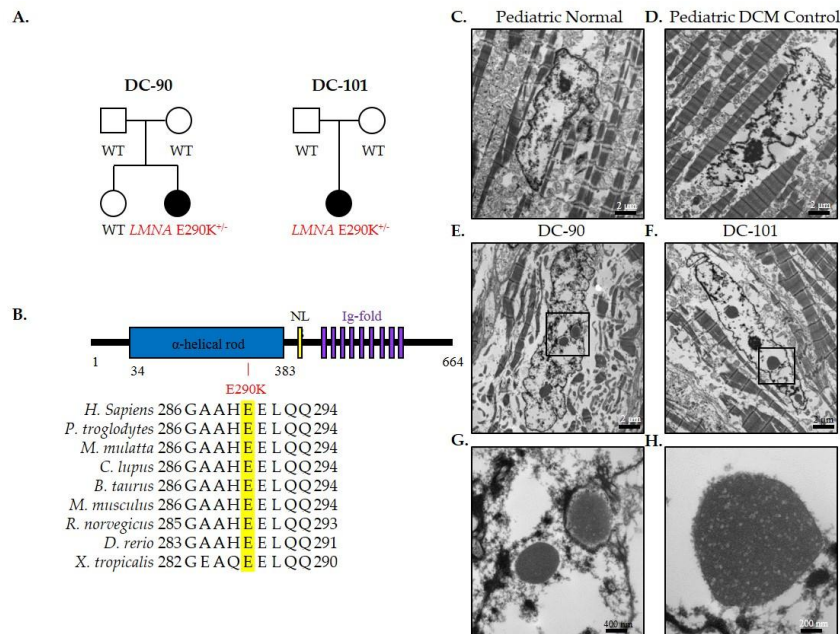 A.
DC-90
DC-101
WT
WT
WT
WT
WT LMNA E290K+/-
LMNA E290K+/-
B.
NL
Ig-fold
α-helical rod
1
34
383
664
E290K
H. Sapiens 286 G A A H E E L Q Q 294
P. troglodytes 286 G A A H E E L Q Q 294
M. mulatta 286 G A A H E E L Q Q 294
C. lupus 286 G A A H E E L Q Q 294
B. taurus 286 G A A H E E L Q Q 294
M. musculus 286 G A A H E E L Q Q 294
R. norvegicus 285 G A A H E E L Q Q 293
D. rerio 283 G A A H E E L Q Q 291
X. tropicalis 282 G E A Q E E L Q Q 290
C. Pediatric Normal
2 µm
D. Pediatric DCM Control
2 µm
E. DC-90
2 µm
F. DC-101
2 µm
G.
400 nm
H.
200 nm